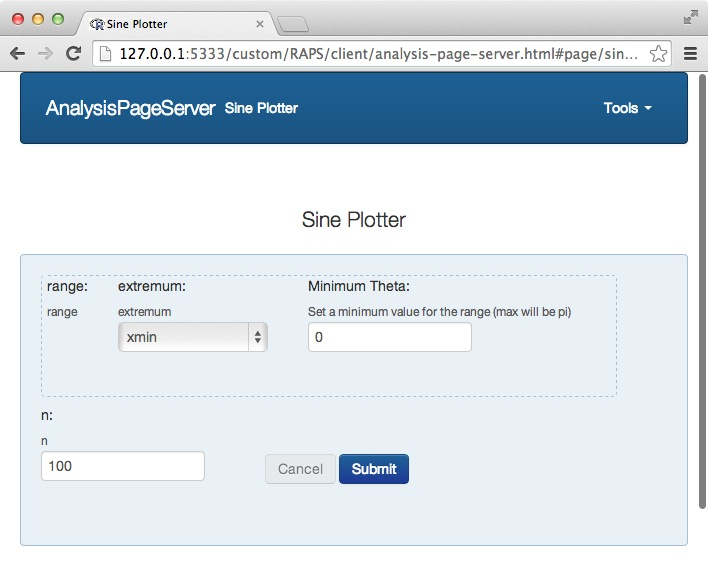 Sine Plotter
127.0.0.1:5333/custom/RAPS/client/analysis-page-server.html#page/sin...
AnalysisPageServer Sine Plotter Tools
Sine Plotter
range: extremum: Minimum Theta:
range extremum Set a minimum value for the range (max will be pi)
xmin 0
n:
n
100 Cancel Submit